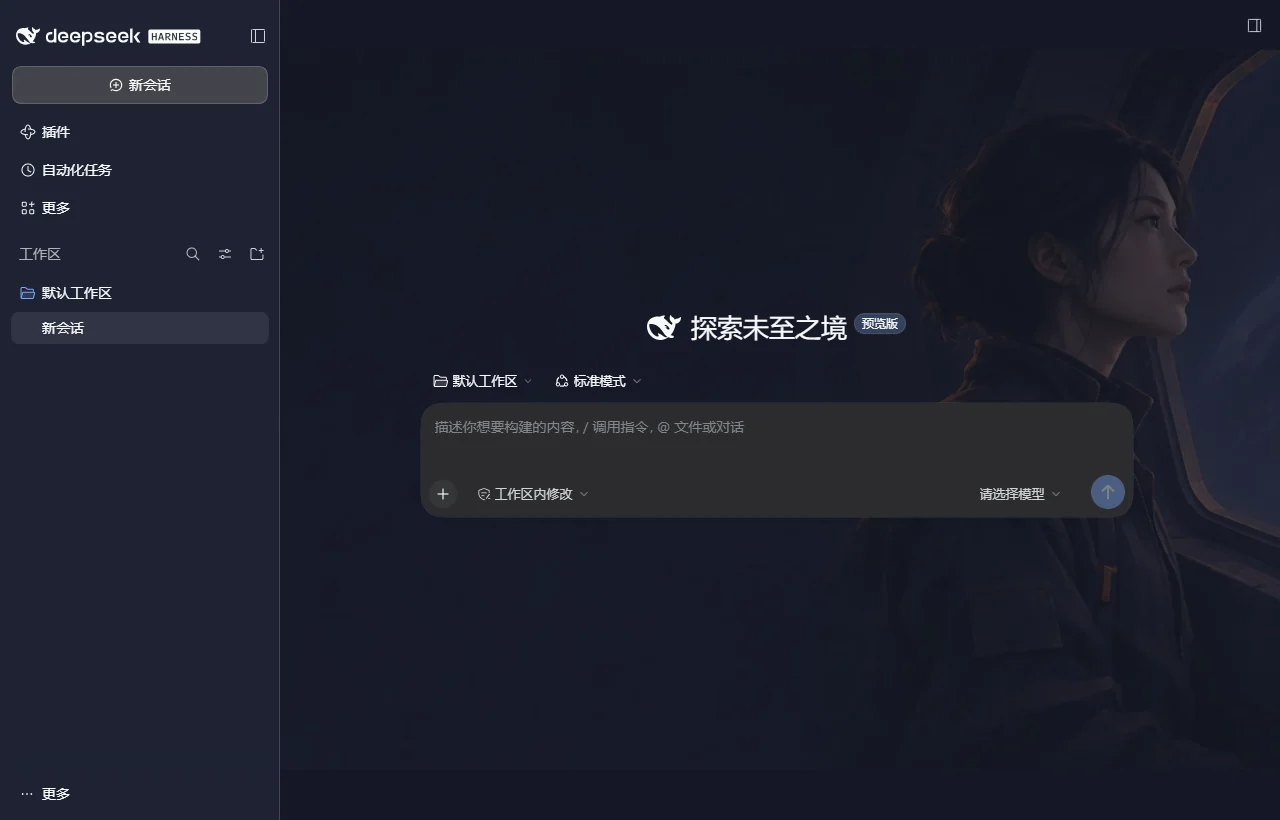 deepseek HARNESS
新会话
插件
自动化任务
更多
工作区
默认工作区
新会话
更多
探索未至之境 预览版
默认工作区 标准模式
描述你想要构建的内容, / 调用指令, @ 文件或对话
工作区内修改 请选择模型